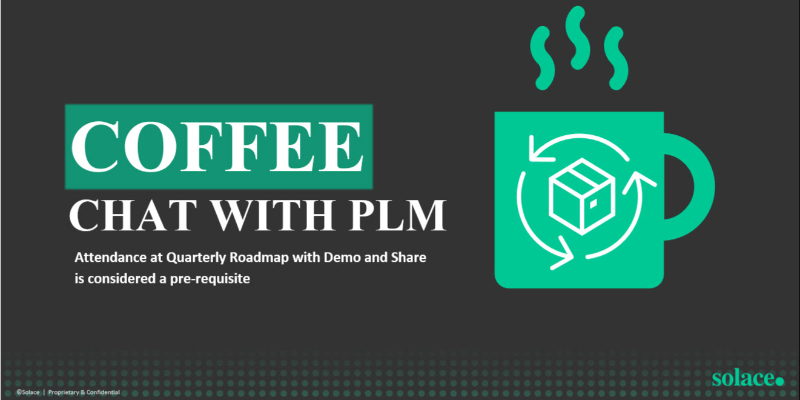 COFFEE
CHAT WITH PLM
Attendance at Quarterly Roadmap with Demo and Share
is considered a pre-requisite
©Solace | Proprietary & Confidential
solace.